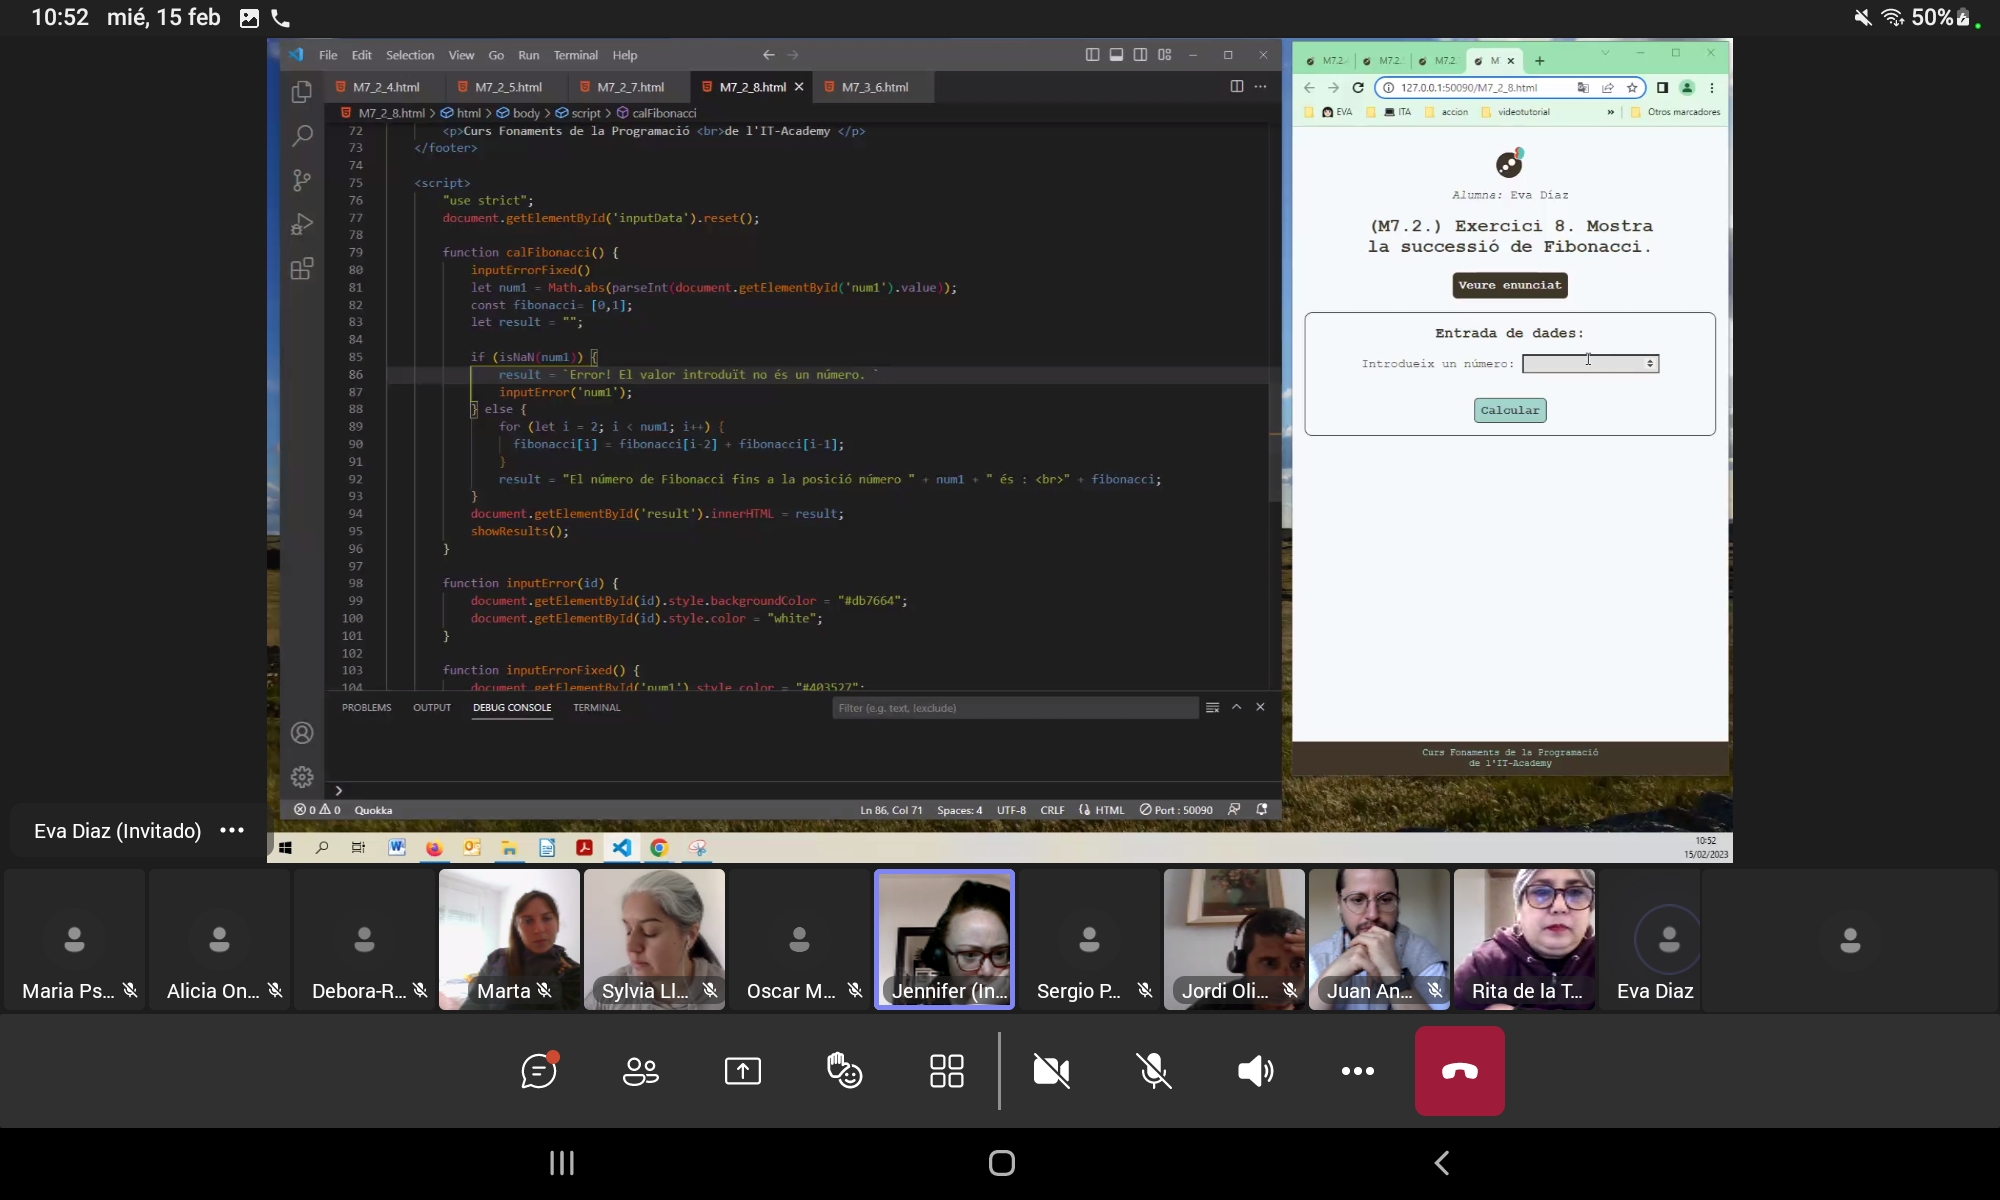 10:52 mié, 15 feb
50%
File Edit Selection View Go Run Terminal Help
M7_2_4.html M7_2_5.html M7_2_7.html M7_2_8.html M7_3_6.html
M7_2_8.html > html > body > script > calFibonacci
72 <p>Curs Fonaments de la Programació <br>de l'IT-Academy </p>
73 </footer>
74
75 <script>
76 "use strict";
77 document.getElementById('inputData').reset();
78
79 function calFibonacci() {
80 inputErrorFixed()
81 let num1 = Math.abs(parseInt(document.getElementById('num1').value));
82 const fibonacci= [0,1];
83 let result = "";
84
85 if (isNaN(num1)) {
86 result = `Error! El valor introduït no és un número. `
87 inputError('num1');
88 } else {
89 for (let i = 2; i < num1; i++) {
90 fibonacci[i] = fibonacci[i-2] + fibonacci[i-1];
91 }
92 result = "El número de Fibonacci fins a la posició número " + num1 + " és : <br>" + fibonacci;
93 }
94 document.getElementById('result').innerHTML = result;
95 showResults();
96 }
97
98 function inputError(id) {
99 document.getElementById(id).style.backgroundColor = "#db7664";
100 document.getElementById(id).style.color = "white";
101 }
102
103 function inputErrorFixed() {
104 document.getElementById('num1').style.color = "#403527";
PROBLEMS OUTPUT DEBUG CONSOLE TERMINAL
Filter (e.g. text, !exclude)
0 0 Quokka
Ln 86, Col 71 Spaces: 4 UTF-8 CRLF HTML Port : 50090
M7.2. M7.2. M7.2 M
127.0.0.1:50090/M7_2_8.html
EVA ITA accion videotutorial » Otros marcadores
Alumna: Eva Díaz
(M7.2.) Exercici 8. Mostra
la successió de Fibonacci.
Veure enunciat
Entrada de dades:
Introdueix un número:
Calcular
Curs Fonaments de la Programació
de l'IT-Academy
10:52
15/02/2023
Eva Diaz (Invitado)
Maria Ps... Alicia On... Debora-R... Marta Sylvia Ll... Oscar M... Jennifer (In... Sergio P... Jordi Oli... Juan An... Rita de la T... Eva Diaz